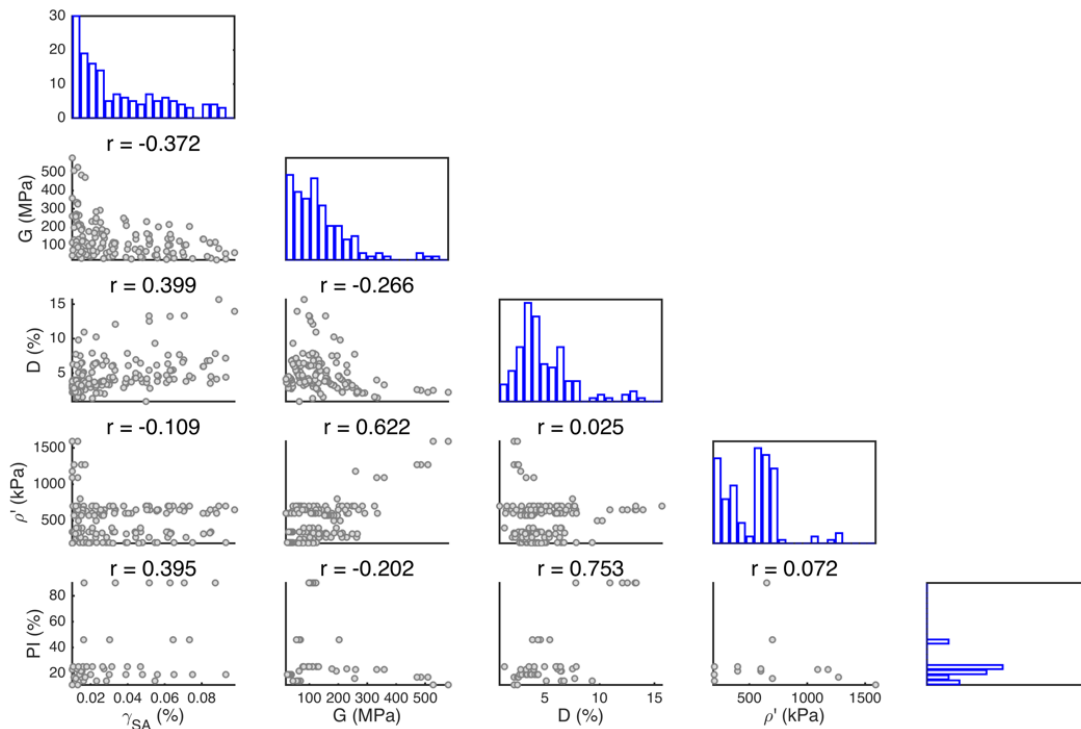 30
20
10
0
r = -0.372
G (MPa)
500
400
300
200
100
r = 0.399 r = -0.266
D (%)
15
10
5
r = -0.109 r = 0.622 r = 0.025
ρ' (kPa)
1500
1000
500
r = 0.395 r = -0.202 r = 0.753 r = 0.072
PI (%)
80
60
40
20
0.02 0.04 0.06 0.08 100 200 300 400 500 5 10 15 500 1000 1500
γSA (%) G (MPa) D (%) ρ' (kPa)